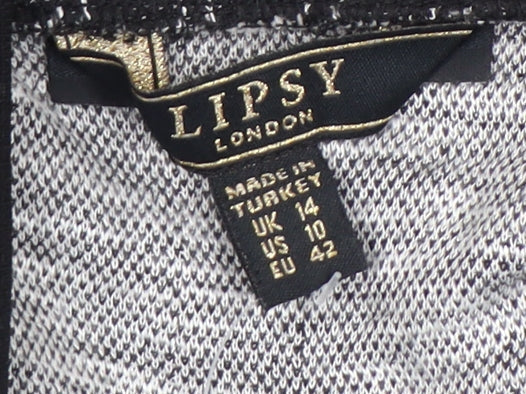 LIPSY
LONDON
MADE IN
TURKEY
UK 14
US 10
EU 42